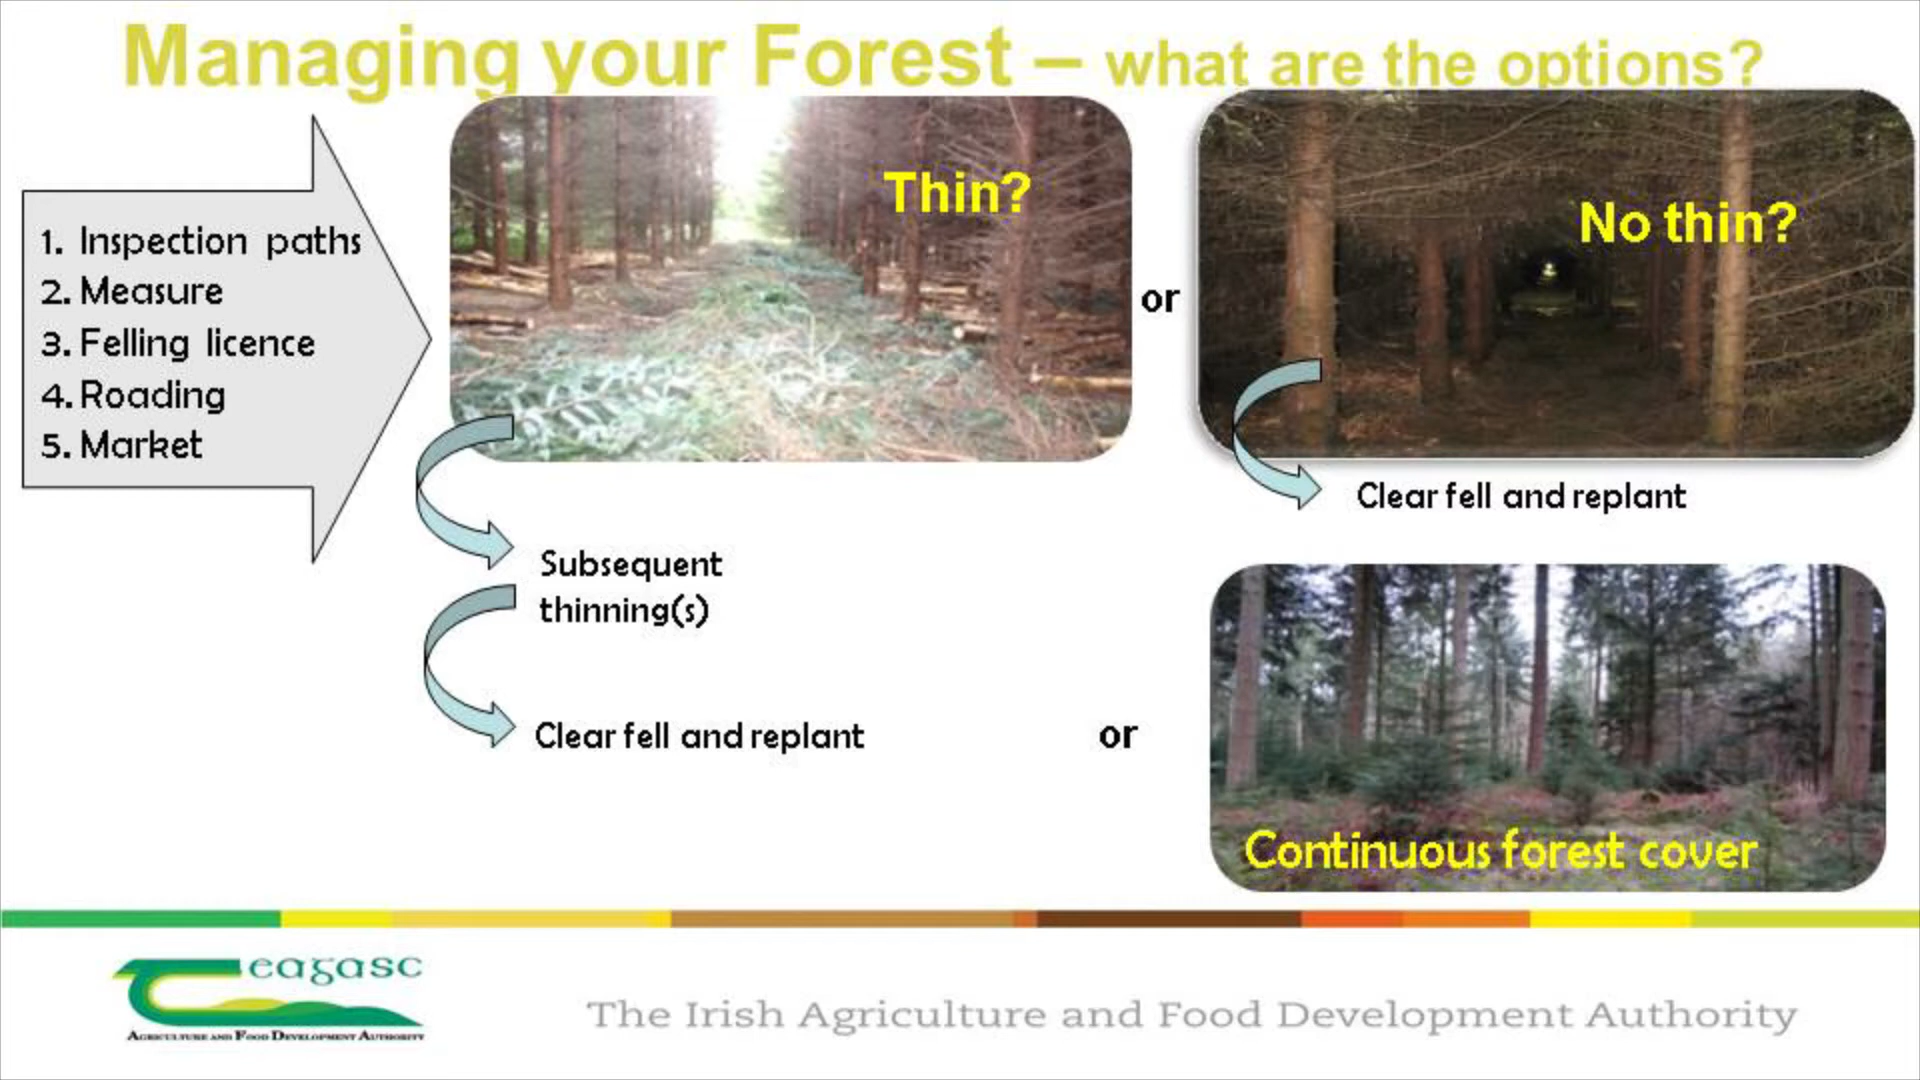 Managing your Forest – what are the options?
1. Inspection paths
2. Measure
3. Felling licence
4. Roading
5. Market
Thin?
or
No thin?
Clear fell and replant
Subsequent
thinning(s)
Clear fell and replant
or
Continuous forest cover
eagasc
AGRICULTURE AND FOOD DEVELOPMENT AUTHORITY
The Irish Agriculture and Food Development Authority